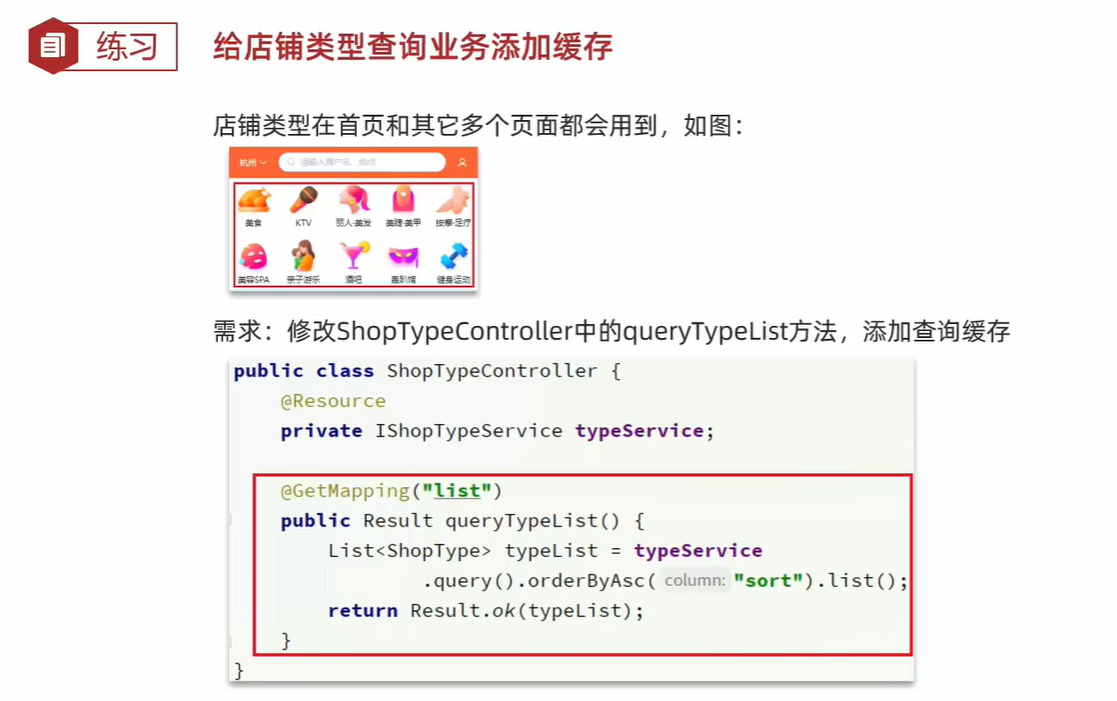 练习
给店铺类型查询业务添加缓存
店铺类型在首页和其它多个页面都会用到，如图：
杭州
请输入商户名、地点
美食 KTV 丽人·美发 美睫·美甲 按摩·足疗
美容SPA 亲子游乐 酒吧 轰趴馆 健身运动
需求：修改ShopTypeController中的queryTypeList方法，添加查询缓存
public class ShopTypeController {
@Resource
private IShopTypeService typeService;
@GetMapping("list")
public Result queryTypeList() {
List<ShopType> typeList = typeService
.query().orderByAsc( column: "sort").list();
return Result.ok(typeList);
}
}